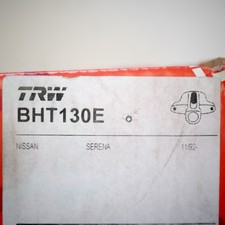 TRW
BHT130E
NISSAN SERENA 11/92-